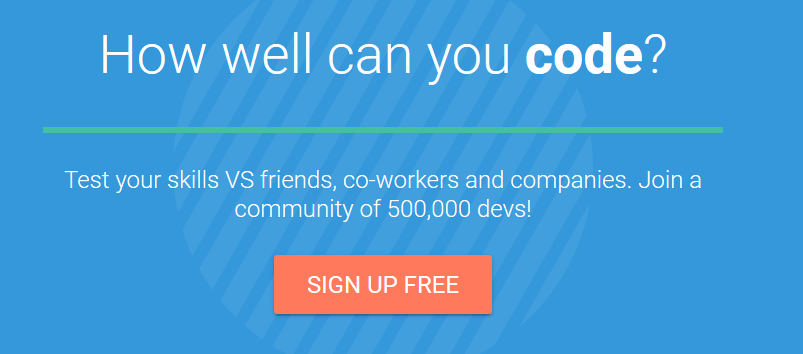 How well can you code?
Test your skills VS friends, co-workers and companies. Join a
community of 500,000 devs!
SIGN UP FREE